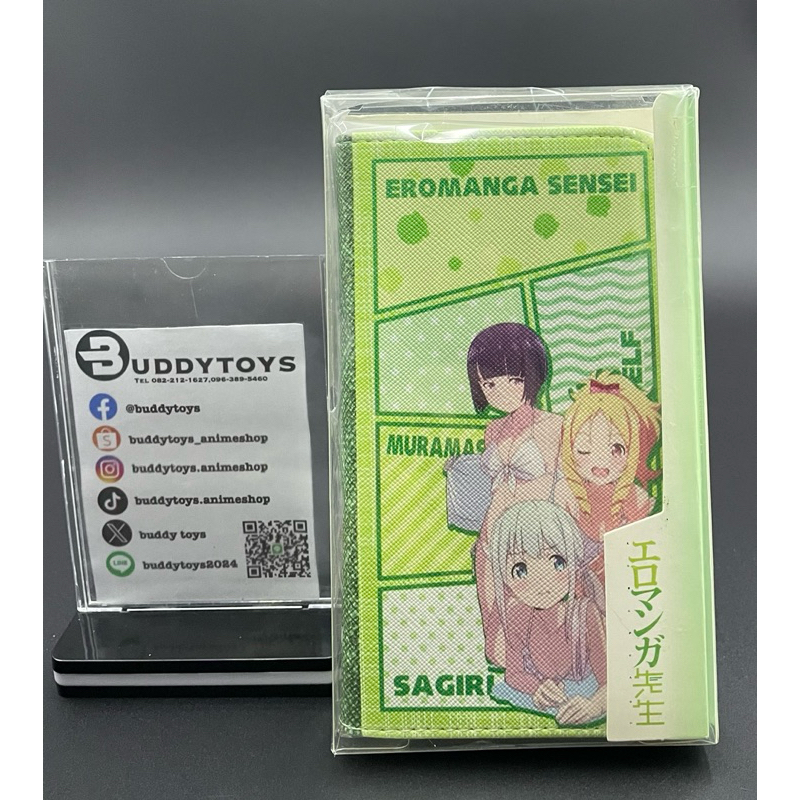 BUDDYTOYS
TEL 082-212-1627,096-389-5460
@buddytoys
buddytoys_animeshop
buddytoys.animeshop
buddytoys.animeshop
buddy toys
LINE
buddytoys2024
EROMANGA SENSEI
ELF
MURAMAS
SAGIRI
エロマンガ先生